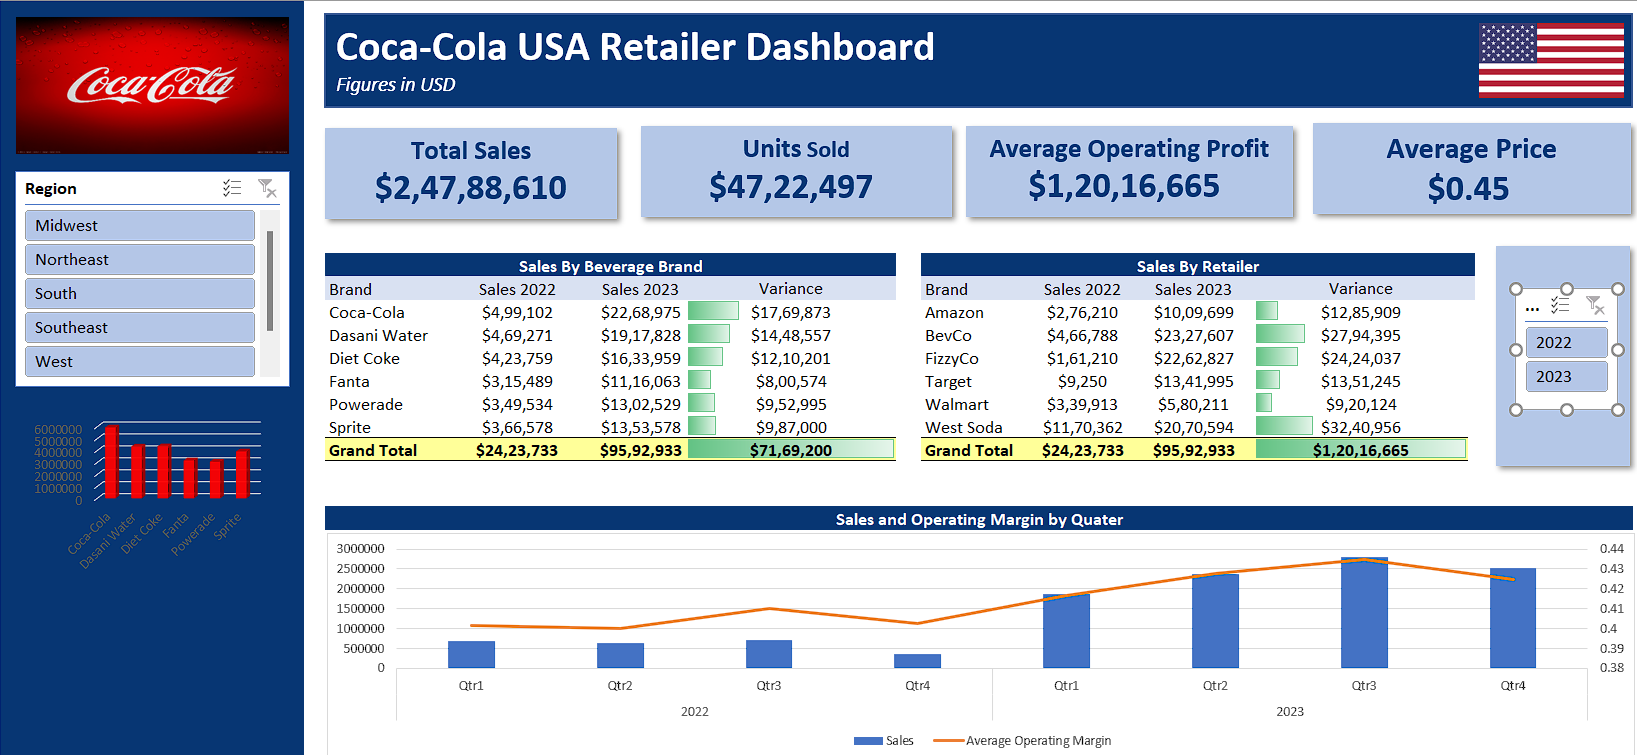 Coca-Cola
Coca-Cola USA Retailer Dashboard
Figures in USD
Total Sales
$2,47,88,610
Units Sold
$47,22,497
Average Operating Profit
$1,20,16,665
Average Price
$0.45
Region
Midwest
Northeast
South
Southeast
West
6000000
5000000
4000000
3000000
2000000
1000000
0
Coca-Cola
Dasani Water
Diet Coke
Fanta
Powerade
Sprite
Sales By Beverage Brand
Brand Sales 2022 Sales 2023 Variance
Coca-Cola $4,99,102 $22,68,975 $17,69,873
Dasani Water $4,69,271 $19,17,828 $14,48,557
Diet Coke $4,23,759 $16,33,959 $12,10,201
Fanta $3,15,489 $11,16,063 $8,00,574
Powerade $3,49,534 $13,02,529 $9,52,995
Sprite $3,66,578 $13,53,578 $9,87,000
Grand Total $24,23,733 $95,92,933 $71,69,200
Sales By Retailer
Brand Sales 2022 Sales 2023 Variance
Amazon $2,76,210 $10,09,699 $12,85,909
BevCo $4,66,788 $23,27,607 $27,94,395
FizzyCo $1,61,210 $22,62,827 $24,24,037
Target $9,250 $13,41,995 $13,51,245
Walmart $3,39,913 $5,80,211 $9,20,124
West Soda $11,70,362 $20,70,594 $32,40,956
Grand Total $24,23,733 $95,92,933 $1,20,16,665
...
2022
2023
Sales and Operating Margin by Quater
3000000
2500000
2000000
1500000
1000000
500000
0
0.44
0.43
0.42
0.41
0.4
0.39
0.38
Qtr1 Qtr2 Qtr3 Qtr4 Qtr1 Qtr2 Qtr3 Qtr4
2022 2023
Sales Average Operating Margin